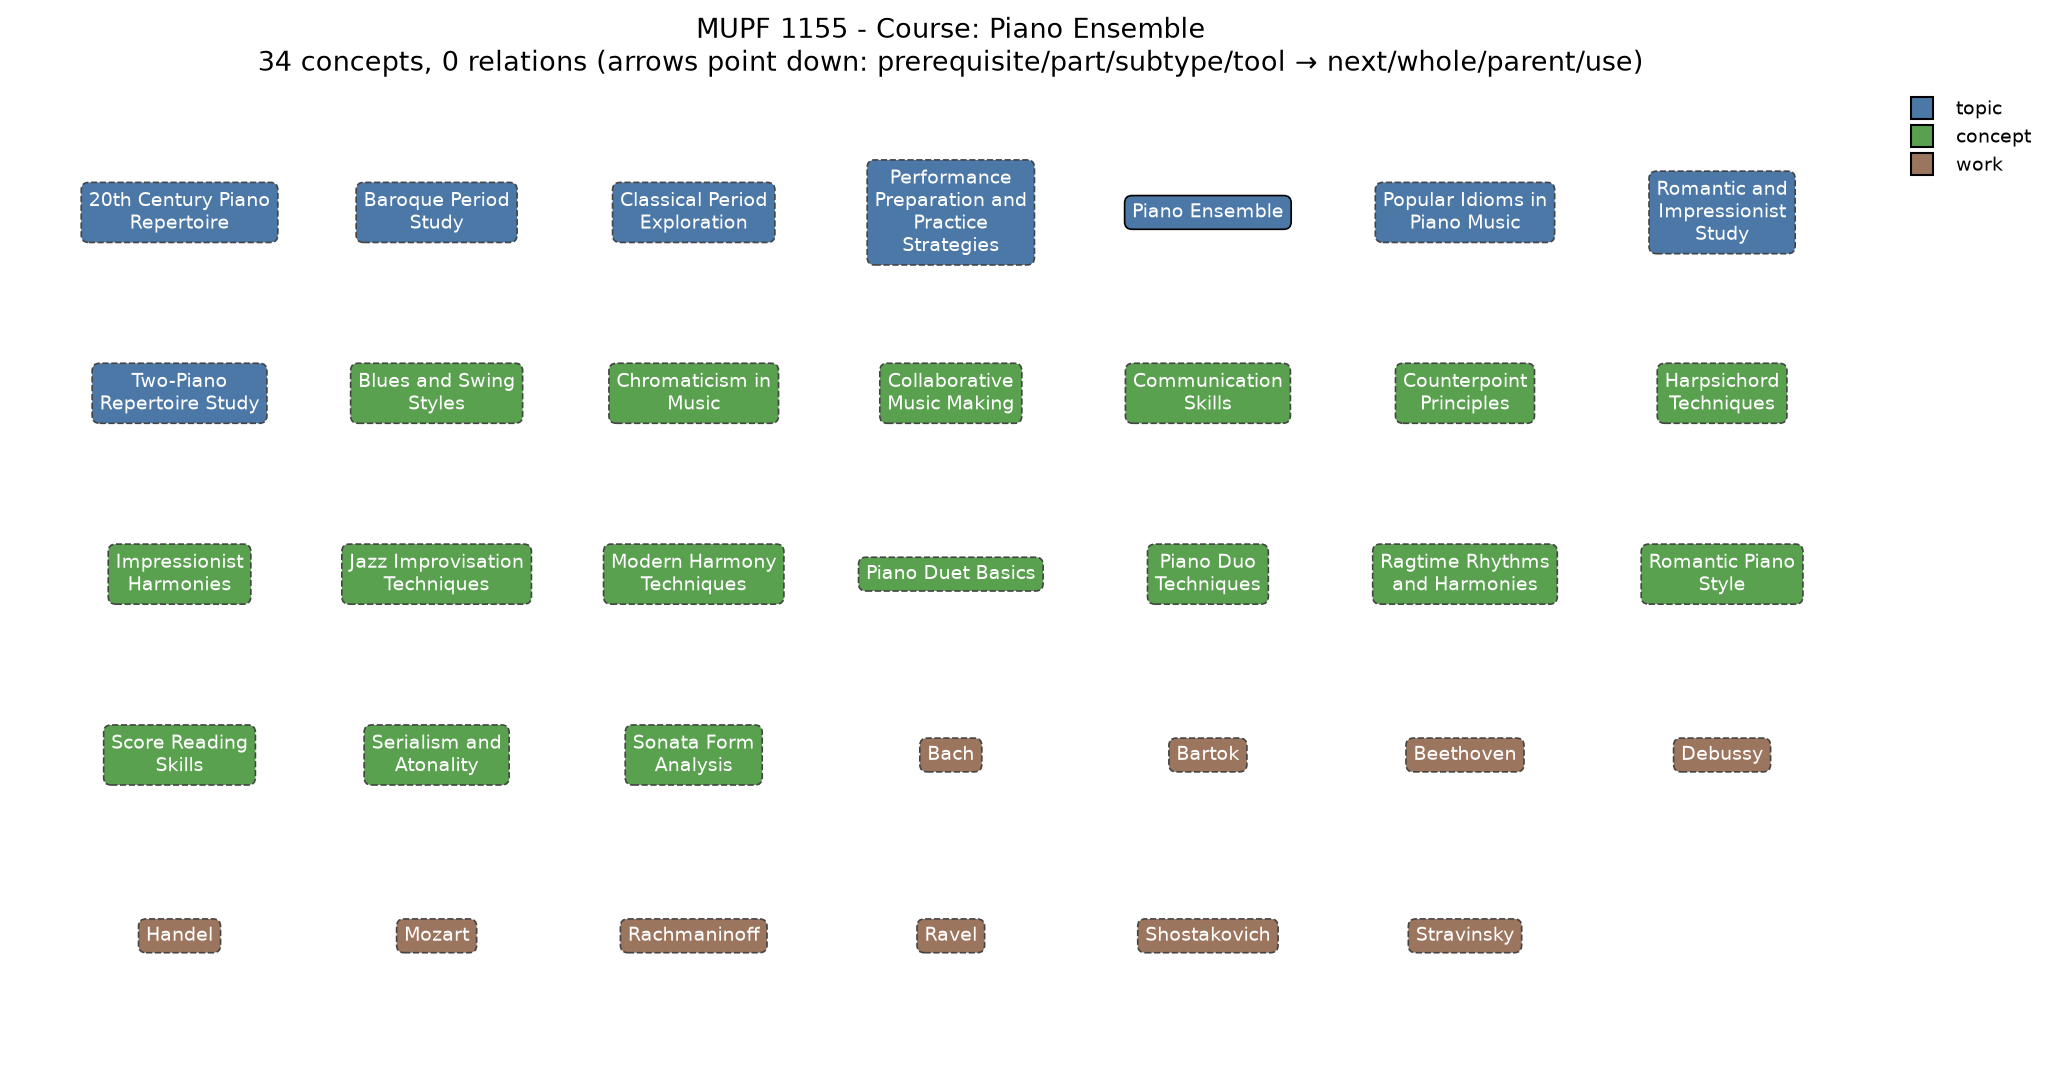 MUPF 1155 - Course: Piano Ensemble
34 concepts, 0 relations (arrows point down: prerequisite/part/subtype/tool → next/whole/parent/use)
topic
concept
work
20th Century Piano
Repertoire
Baroque Period
Study
Classical Period
Exploration
Performance
Preparation and
Practice
Strategies
Piano Ensemble
Popular Idioms in
Piano Music
Romantic and
Impressionist
Study
Two-Piano
Repertoire Study
Blues and Swing
Styles
Chromaticism in
Music
Collaborative
Music Making
Communication
Skills
Counterpoint
Principles
Harpsichord
Techniques
Impressionist
Harmonies
Jazz Improvisation
Techniques
Modern Harmony
Techniques
Piano Duet Basics
Piano Duo
Techniques
Ragtime Rhythms
and Harmonies
Romantic Piano
Style
Score Reading
Skills
Serialism and
Atonality
Sonata Form
Analysis
Bach
Bartok
Beethoven
Debussy
Handel
Mozart
Rachmaninoff
Ravel
Shostakovich
Stravinsky